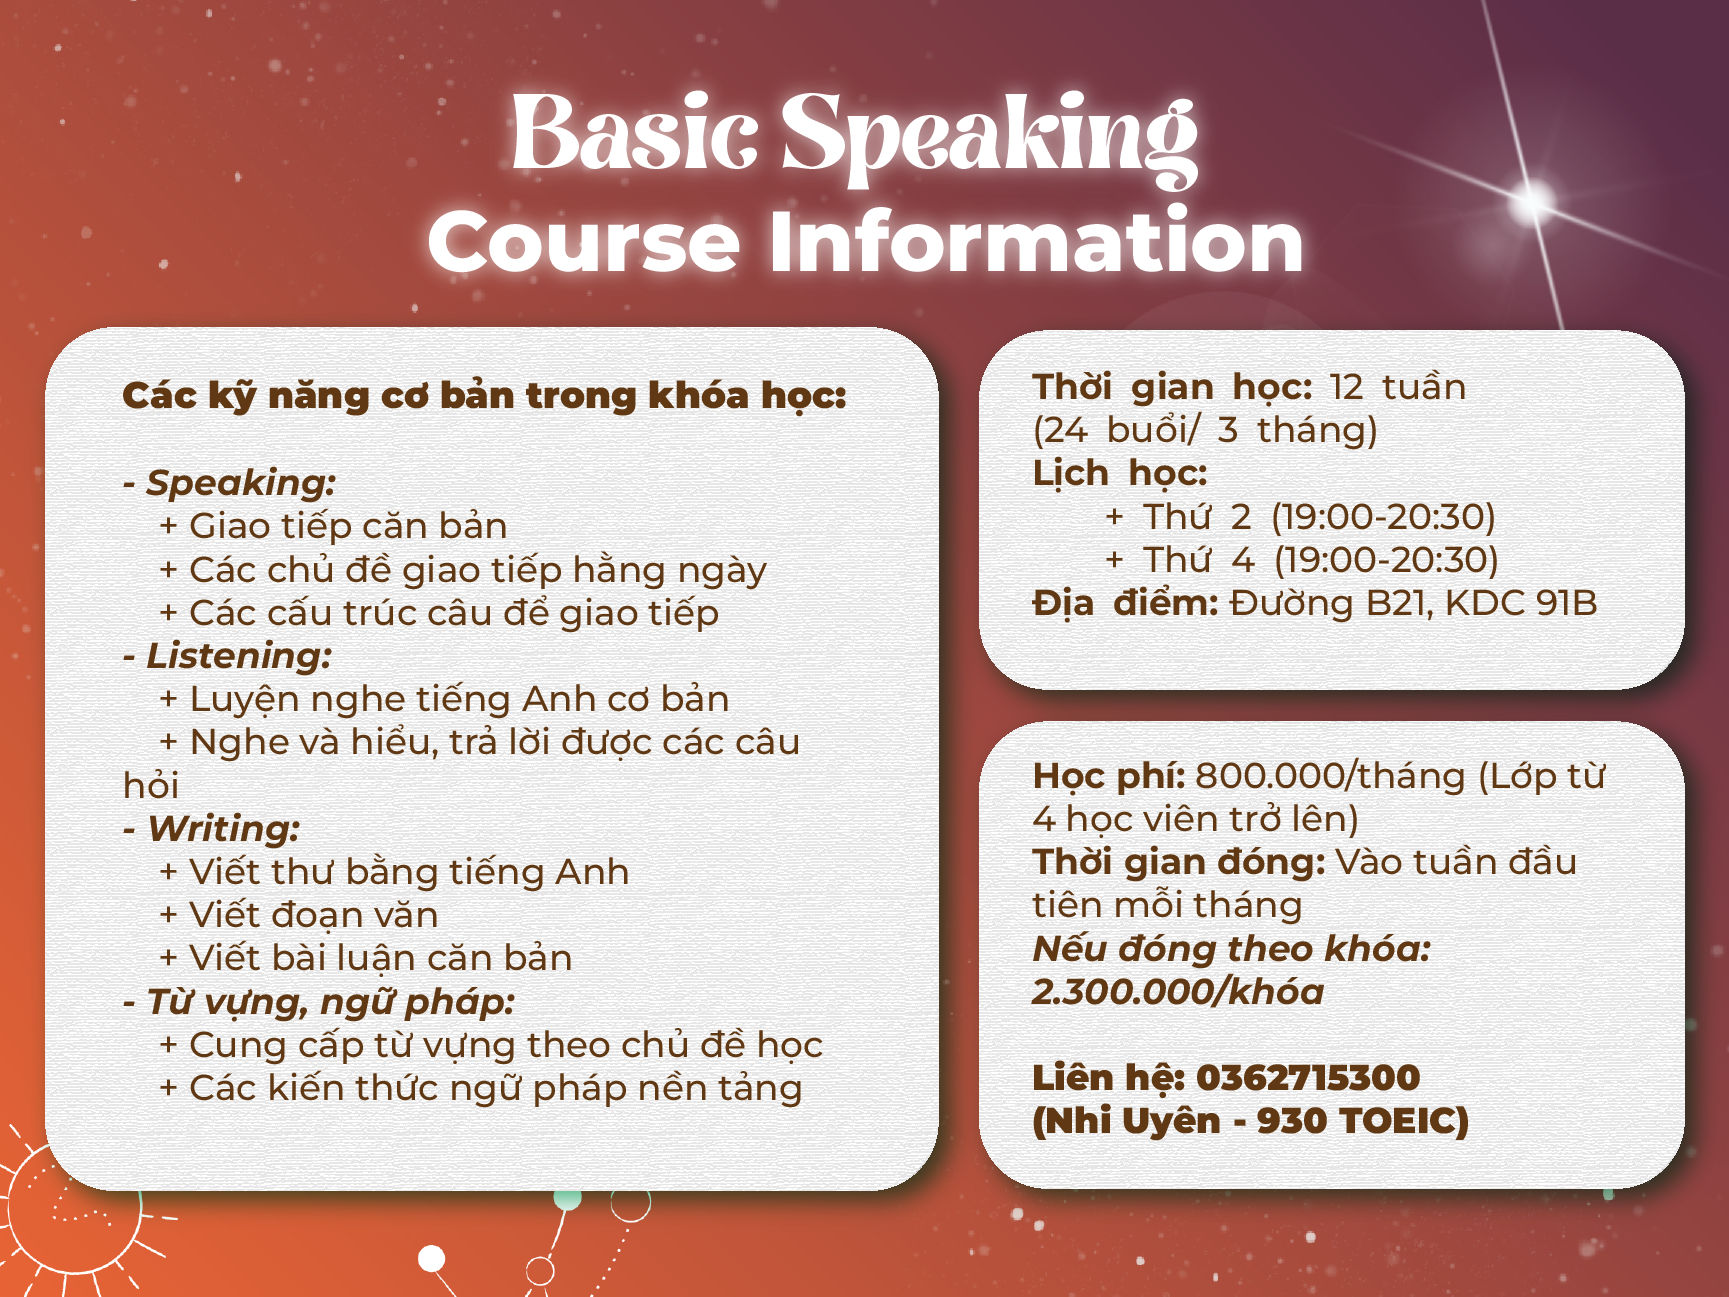 Basic Speaking
Course Information
Các kỹ năng cơ bản trong khóa học:
- Speaking:
+ Giao tiếp căn bản
+ Các chủ đề giao tiếp hằng ngày
+ Các cấu trúc câu để giao tiếp
- Listening:
+ Luyện nghe tiếng Anh cơ bản
+ Nghe và hiểu, trả lời được các câu
hỏi
- Writing:
+ Viết thư bằng tiếng Anh
+ Viết đoạn văn
+ Viết bài luận căn bản
- Từ vựng, ngữ pháp:
+ Cung cấp từ vựng theo chủ đề học
+ Các kiến thức ngữ pháp nền tảng
Thời gian học: 12 tuần
(24 buổi/ 3 tháng)
Lịch học:
+ Thứ 2 (19:00-20:30)
+ Thứ 4 (19:00-20:30)
Địa điểm: Đường B21, KDC 91B
Học phí: 800.000/tháng (Lớp từ
4 học viên trở lên)
Thời gian đóng: Vào tuần đầu
tiên mỗi tháng
Nếu đóng theo khóa:
2.300.000/khóa
Liên hệ: 0362715300
(Nhi Uyên - 930 TOEIC)